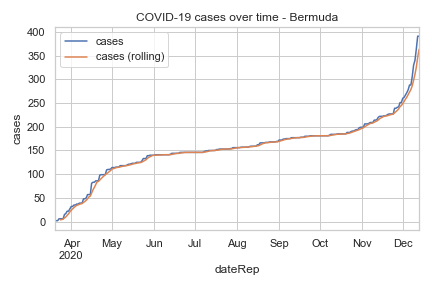 COVID-19 cases over time - Bermuda
400
350
300
250
200
150
100
50
0
cases
cases
cases (rolling)
Apr
2020
May
Jun
Jul
Aug
Sep
Oct
Nov
Dec
dateRep